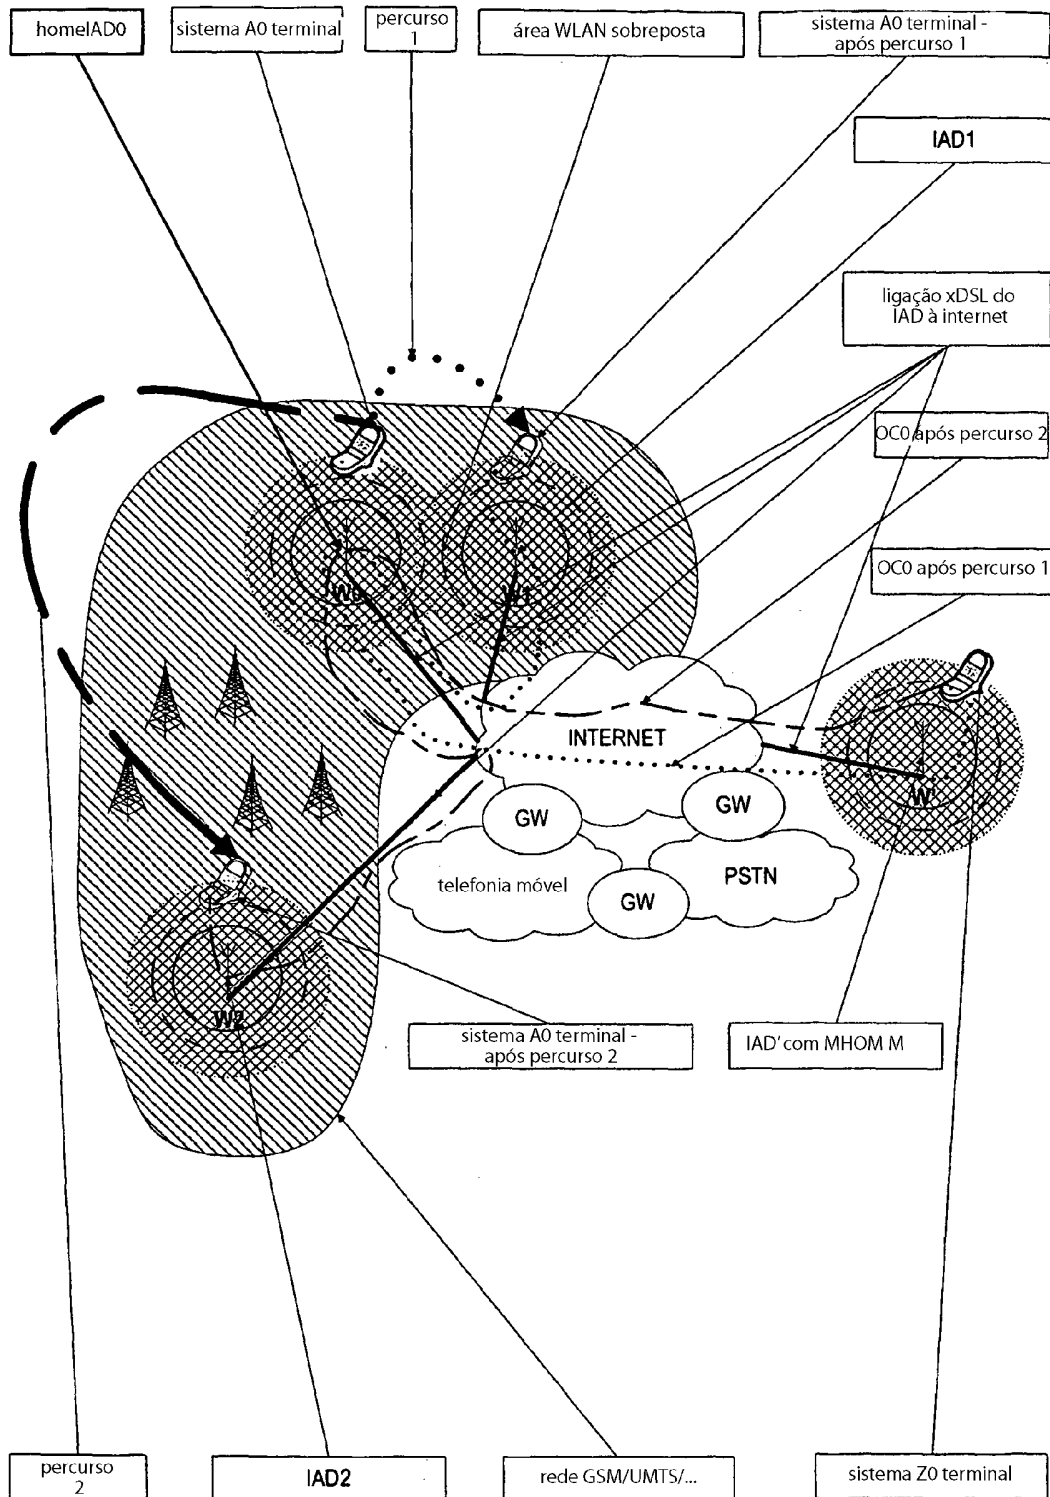 homeIAD0
sistema A0 terminal
percurso
1
área WLAN sobreposta
sistema A0 terminal -
após percurso 1
IAD1
ligação xDSL do
IAD à internet
OC0 após percurso 2
OC0 após percurso 1
W0
W1
INTERNET
W'
GW
GW
telefonia móvel
GW
PSTN
W2
sistema A0 terminal -
após percurso 2
IAD' com MHOM M
percurso
2
IAD2
rede GSM/UMTS/...
sistema Z0 terminal